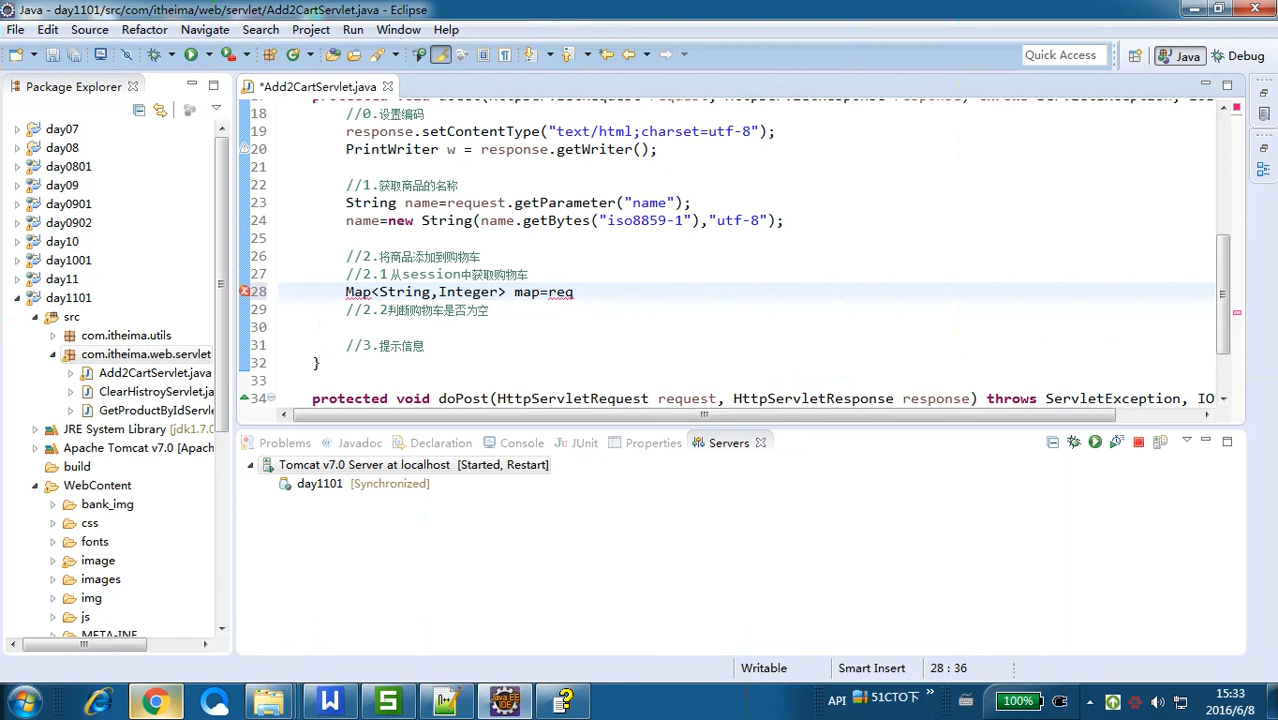 Java - day1101/src/com/itheima/web/servlet/Add2CartServlet.java - Eclipse
File Edit Source Refactor Navigate Search Project Run Window Help
Quick Access Java Debug
Package Explorer
*Add2CartServlet.java
day07
day08
day0801
day09
day0901
day0902
day10
day1001
day11
day1101
src
com.itheima.utils
com.itheima.web.servlet
Add2CartServlet.java
ClearHistroyServlet.ja
GetProductByIdServle
JRE System Library [jdk1.7.0
Apache Tomcat v7.0 [Apach
build
WebContent
bank_img
css
fonts
image
images
img
js
META-INF
18 //0.设置编码
19 response.setContentType("text/html;charset=utf-8");
20 PrintWriter w = response.getWriter();
21
22 //1.获取商品的名称
23 String name=request.getParameter("name");
24 name=new String(name.getBytes("iso8859-1"),"utf-8");
25
26 //2.将商品添加到购物车
27 //2.1从session中获取购物车
28 Map<String,Integer> map=req
29 //2.2判断购物车是否为空
30
31 //3.提示信息
32 }
33
34 protected void doPost(HttpServletRequest request, HttpServletResponse response) throws ServletException, IO
Problems Javadoc Declaration Search Console JUnit Properties Servers
Tomcat v7.0 Server at localhost [Started, Restart]
day1101 [Synchronized]
Writable Smart Insert 28 : 36
API 51CTO下 100% 15:33
2016/6/8